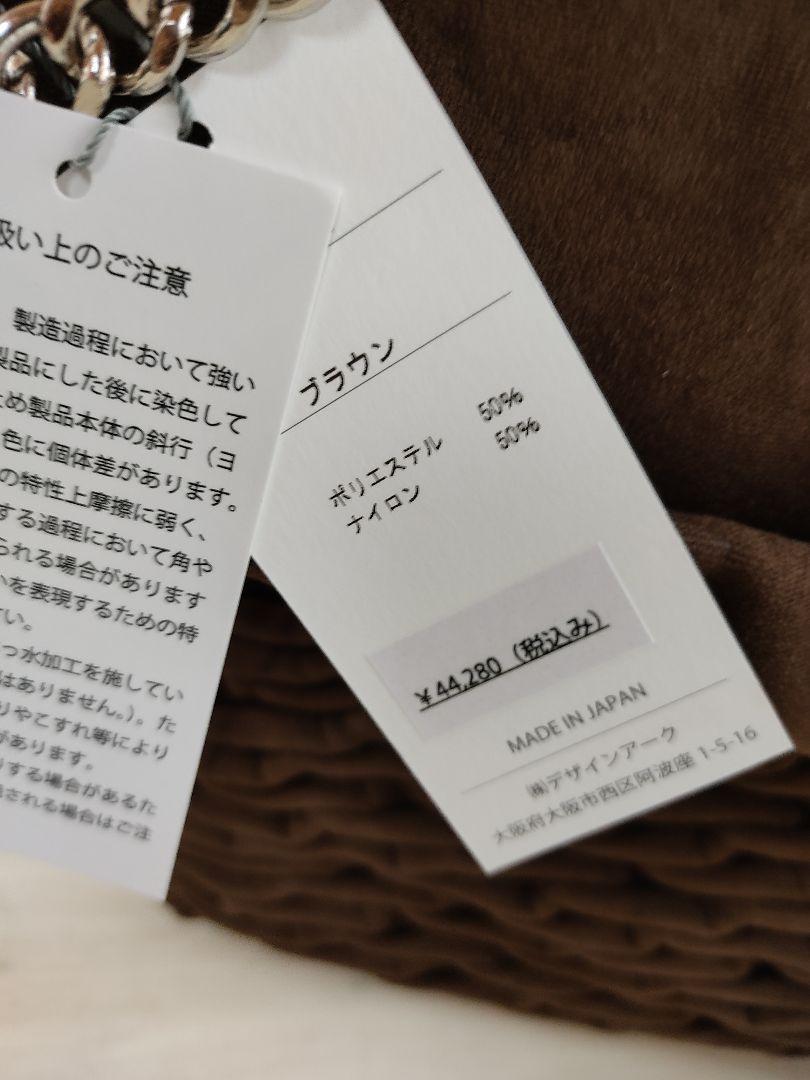 扱い上のご注意
製造過程において強い
製品にした後に染色して
ため製品本体の斜行（ヨ
色に個体差があります。
の特性上摩擦に弱く、
する過程において角や
られる場合があります
いを表現するための特
さい。
っ水加工を施してい
はありません。)。た
りやこすれ等により
があります。
りする場合があるた
される場合はご注
ブラウン
ポリエステル 50%
ナイロン 50%
￥44,280（税込み）
MADE IN JAPAN
㈱デザインアーク
大阪府大阪市西区阿波座 1-5-16